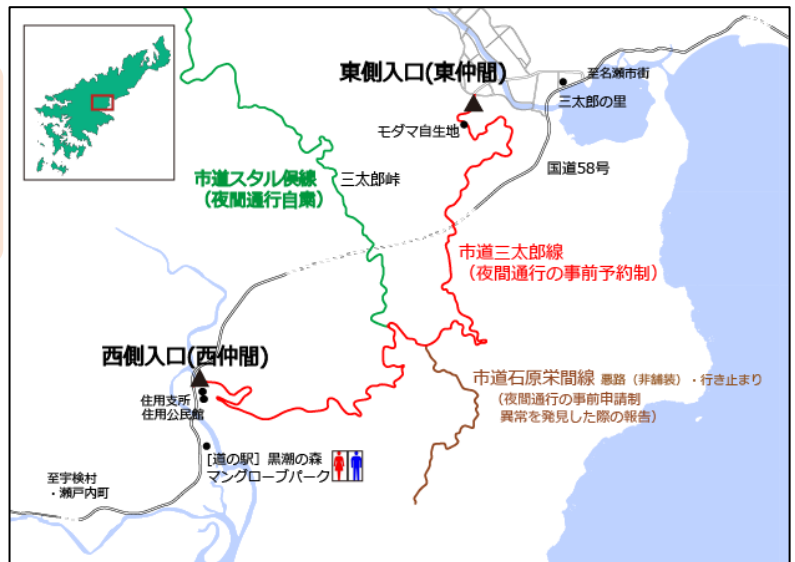 東側入口(東仲間)
至名瀬市街
三太郎の里
モダマ自生地
国道58号
市道スタル俣線
(夜間通行自粛)
三太郎峠
市道三太郎線
(夜間通行の事前予約制)
西側入口(西仲間)
住用支所
住用公民館
市道石原栄間線 悪路(非舗装)・行き止まり
(夜間通行の事前申請制
異常を発見した際の報告)
[道の駅] 黒潮の森
マングローブパーク
至宇検村
・瀬戸内町